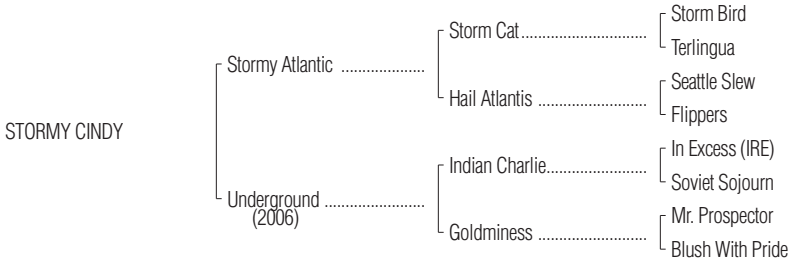 STORMY CINDY
Stormy Atlantic ....................
Underground ........................
(2006)
Storm Cat..............................
Hail Atlantis ..........................
Indian Charlie........................
Goldminess ..........................
Storm Bird
Terlingua
Seattle Slew
Flippers
In Excess (IRE)
Soviet Sojourn
Mr. Prospector
Blush With Pride